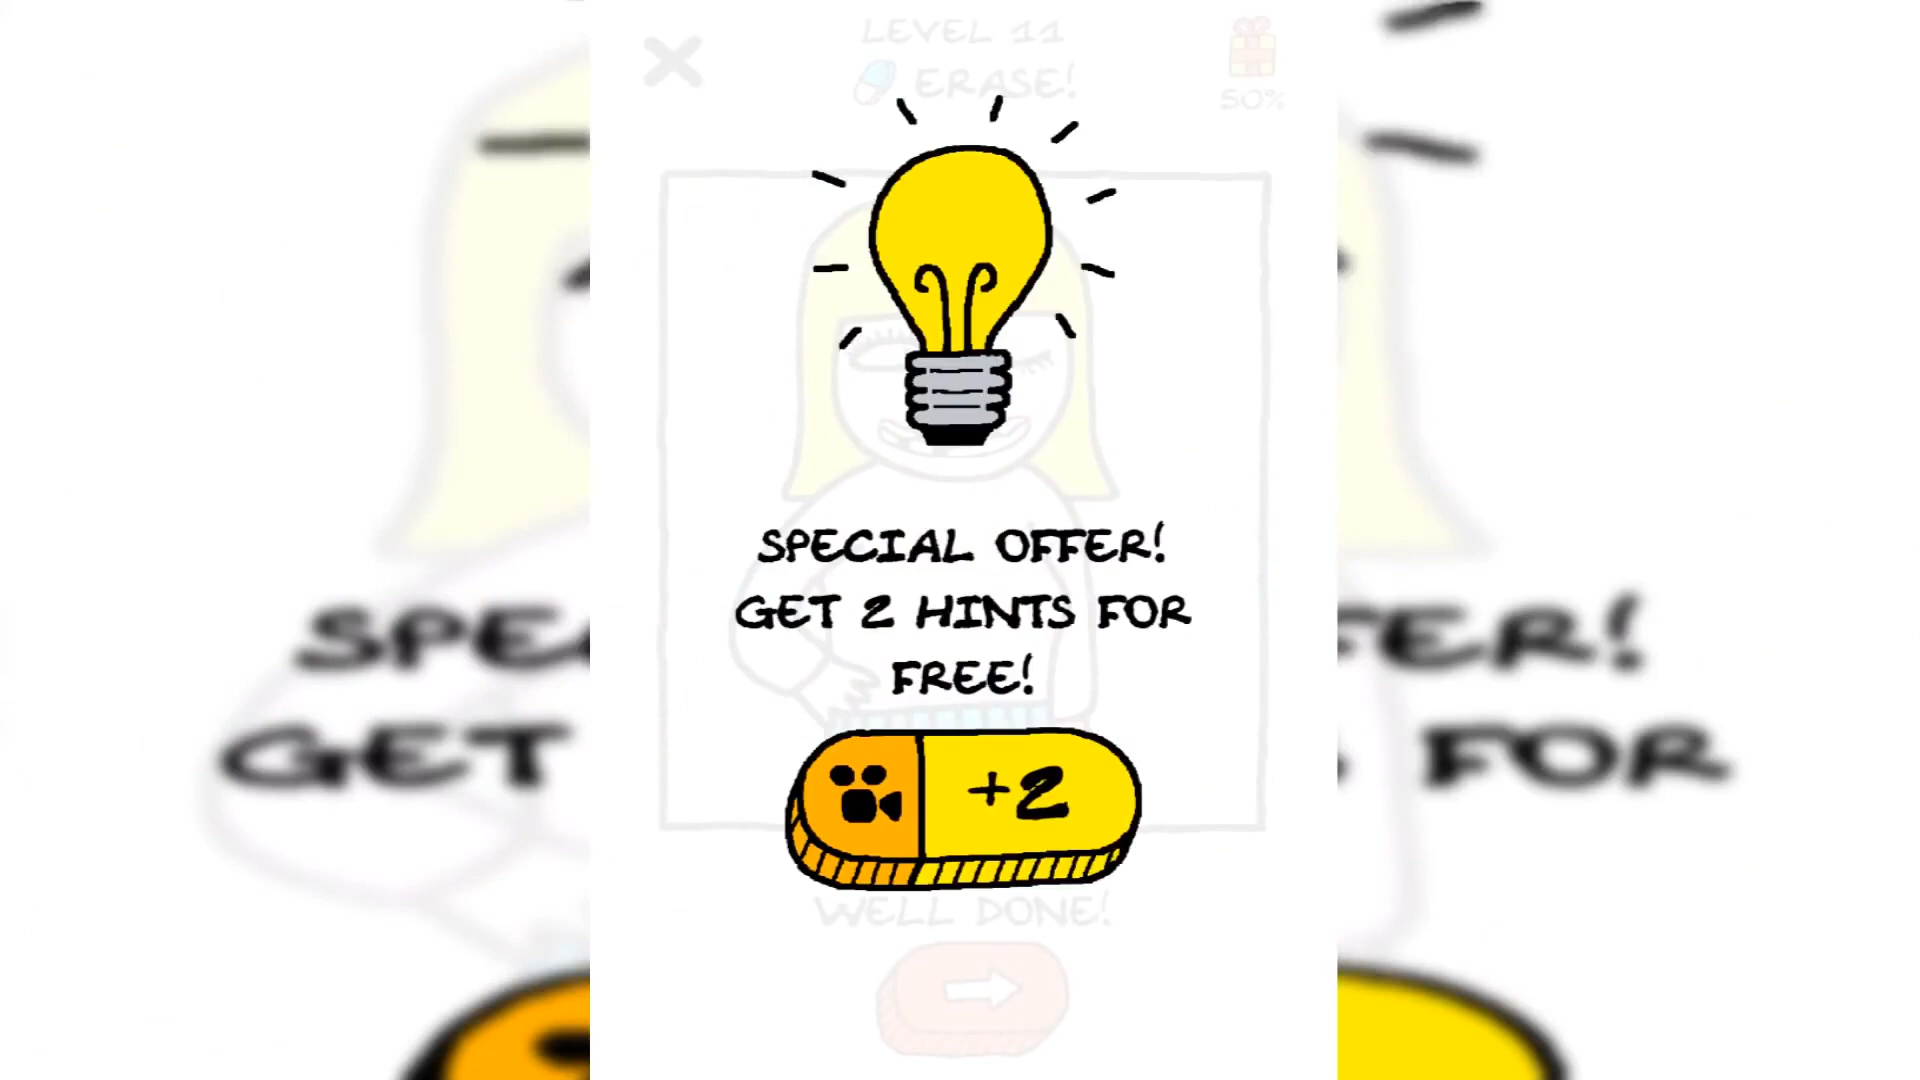 LEVEL 11
ERASE!
50%
SPECIAL OFFER!
GET 2 HINTS FOR
FREE!
+2
WELL DONE!